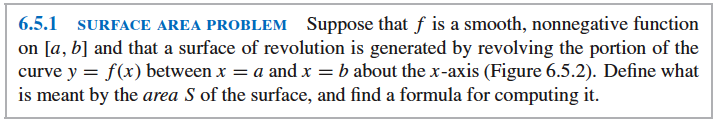 6.5.1 SURFACE AREA PROBLEM Suppose that f is a smooth, nonnegative function
on [a, b] and that a surface of revolution is generated by revolving the portion of the
curve y = f(x) between x = a and x = b about the x-axis (Figure 6.5.2). Define what
is meant by the area S of the surface, and find a formula for computing it.